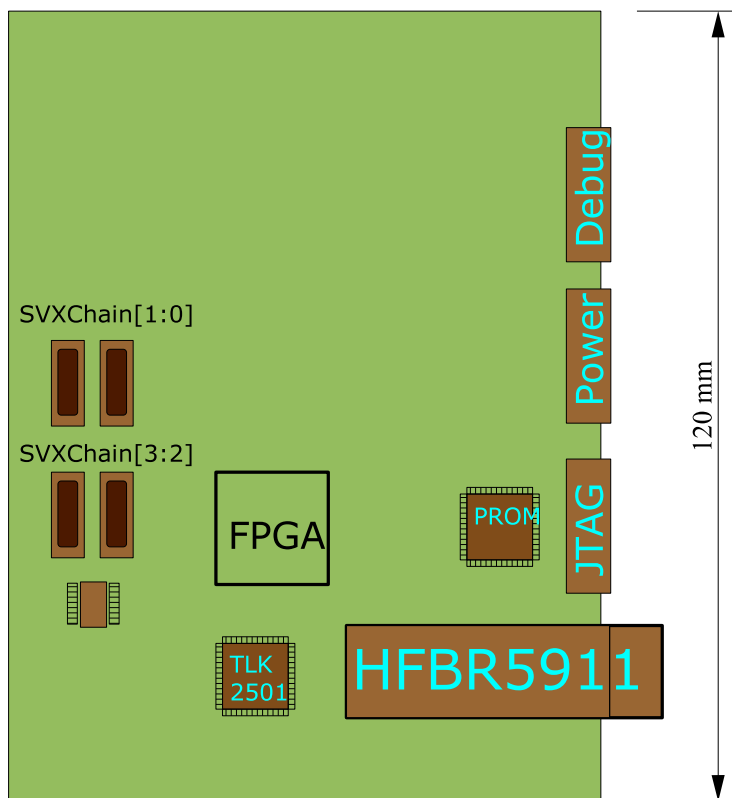 Debug
SVXChain[1:0]
Power
120 mm
SVXChain[3:2]
FPGA
PROM
JTAG
TLK
2501
HFBR5911